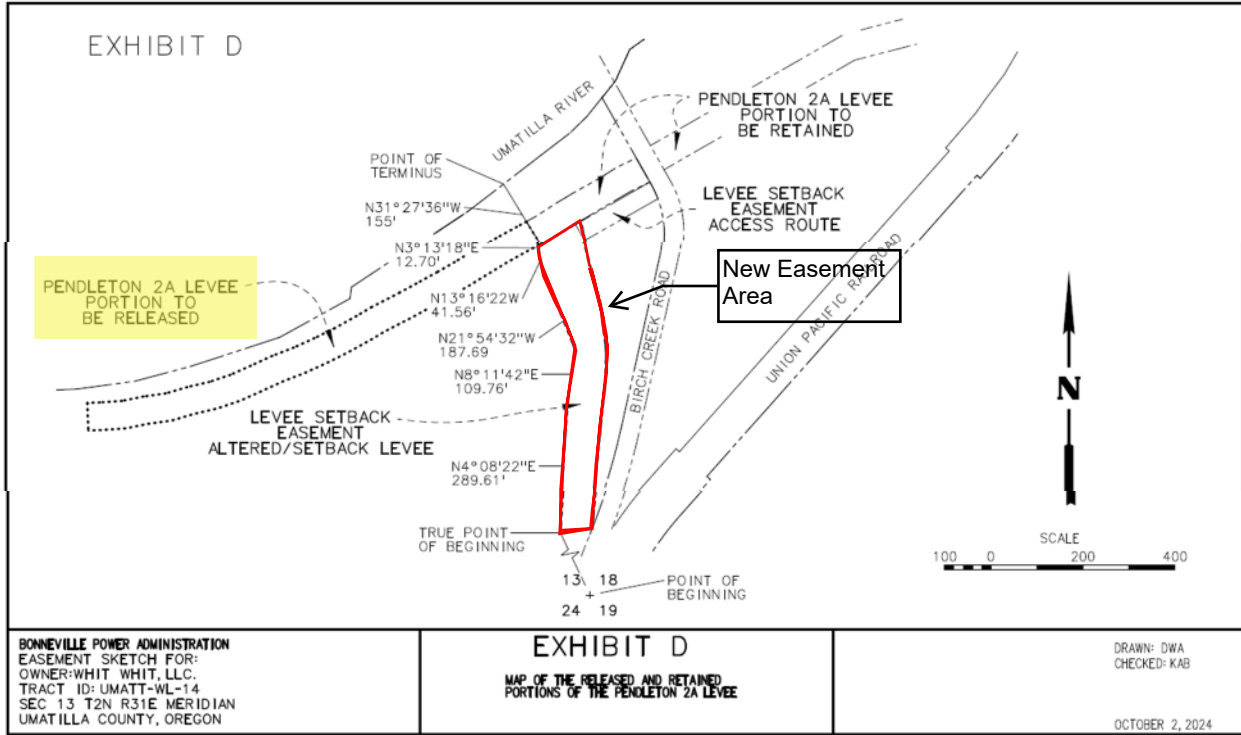 EXHIBIT D
UMATILLA RIVER
PENDLETON 2A LEVEE
PORTION TO
BE RETAINED
POINT OF
TERMINUS
N31°27'36"W
155'
LEVEE SETBACK
EASEMENT
ACCESS ROUTE
N3°13'18"E
12.70'
New Easement
Area
PENDLETON 2A LEVEE
PORTION TO
BE RELEASED
N13°16'22"W
41.56'
BIRCH CREEK ROAD
UNION PACIFIC RAILROAD
N21°54'32"W
187.69
N8°11'42"E
109.76'
N
LEVEE SETBACK
EASEMENT
ALTERED/SETBACK LEVEE
N4°08'22"E
289.61'
TRUE POINT
OF BEGINNING
SCALE
100 0 200 400
13 18
24 19
POINT OF
BEGINNING
BONNEVILLE POWER ADMINISTRATION
EASEMENT SKETCH FOR:
OWNER:WHIT WHIT, LLC.
TRACT ID: UMATT-WL-14
SEC 13 T2N R31E MERIDIAN
UMATILLA COUNTY, OREGON
EXHIBIT D
MAP OF THE RELEASED AND RETAINED
PORTIONS OF THE PENDLETON 2A LEVEE
DRAWN: DWA
CHECKED: KAB
OCTOBER 2, 2024